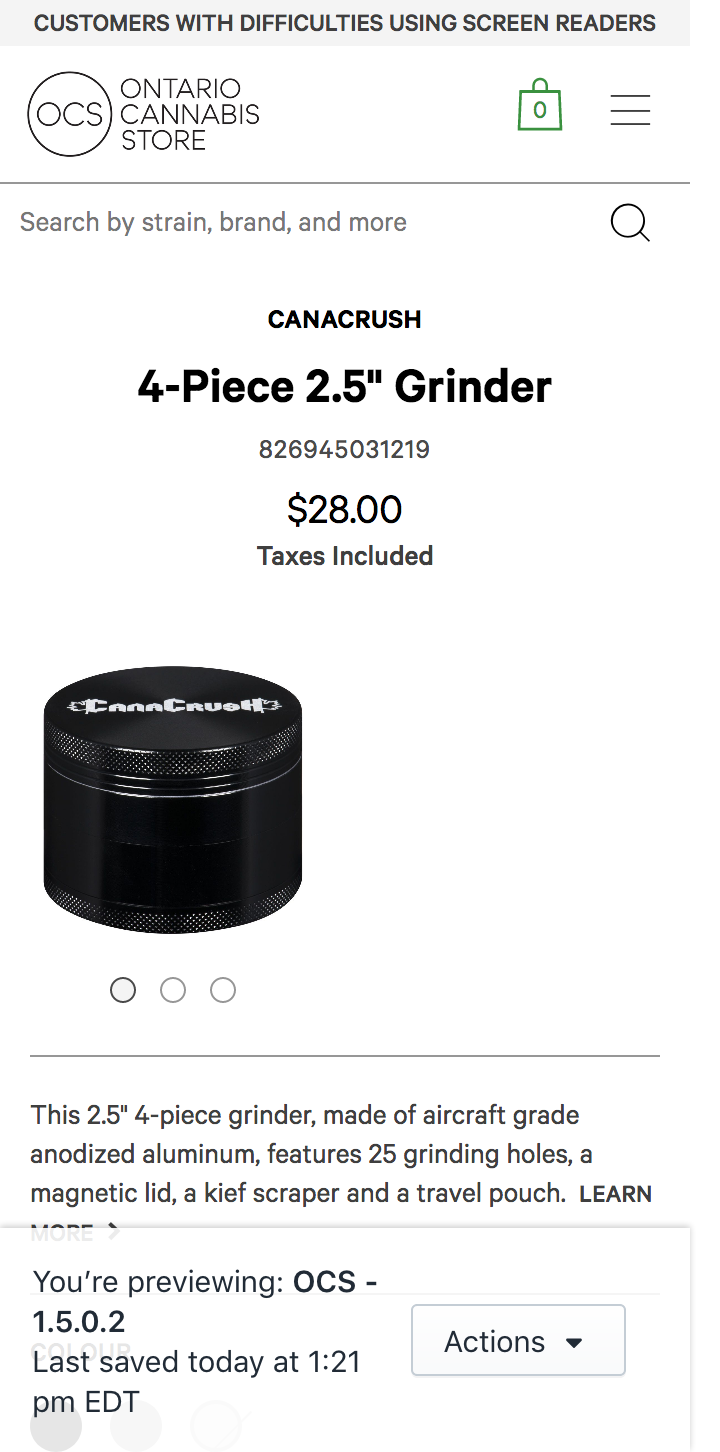 CUSTOMERS WITH DIFFICULTIES USING SCREEN READERS
OCS
ONTARIO
CANNABIS
STORE
0
Search by strain, brand, and more
CANACRUSH
4-Piece 2.5" Grinder
826945031219
$28.00
Taxes Included
CANACRUSH
This 2.5" 4-piece grinder, made of aircraft grade
anodized aluminum, features 25 grinding holes, a
magnetic lid, a kief scraper and a travel pouch. LEARN
MORE >
You’re previewing: OCS -
1.5.0.2
COLOUR
Last saved today at 1:21
pm EDT
Actions